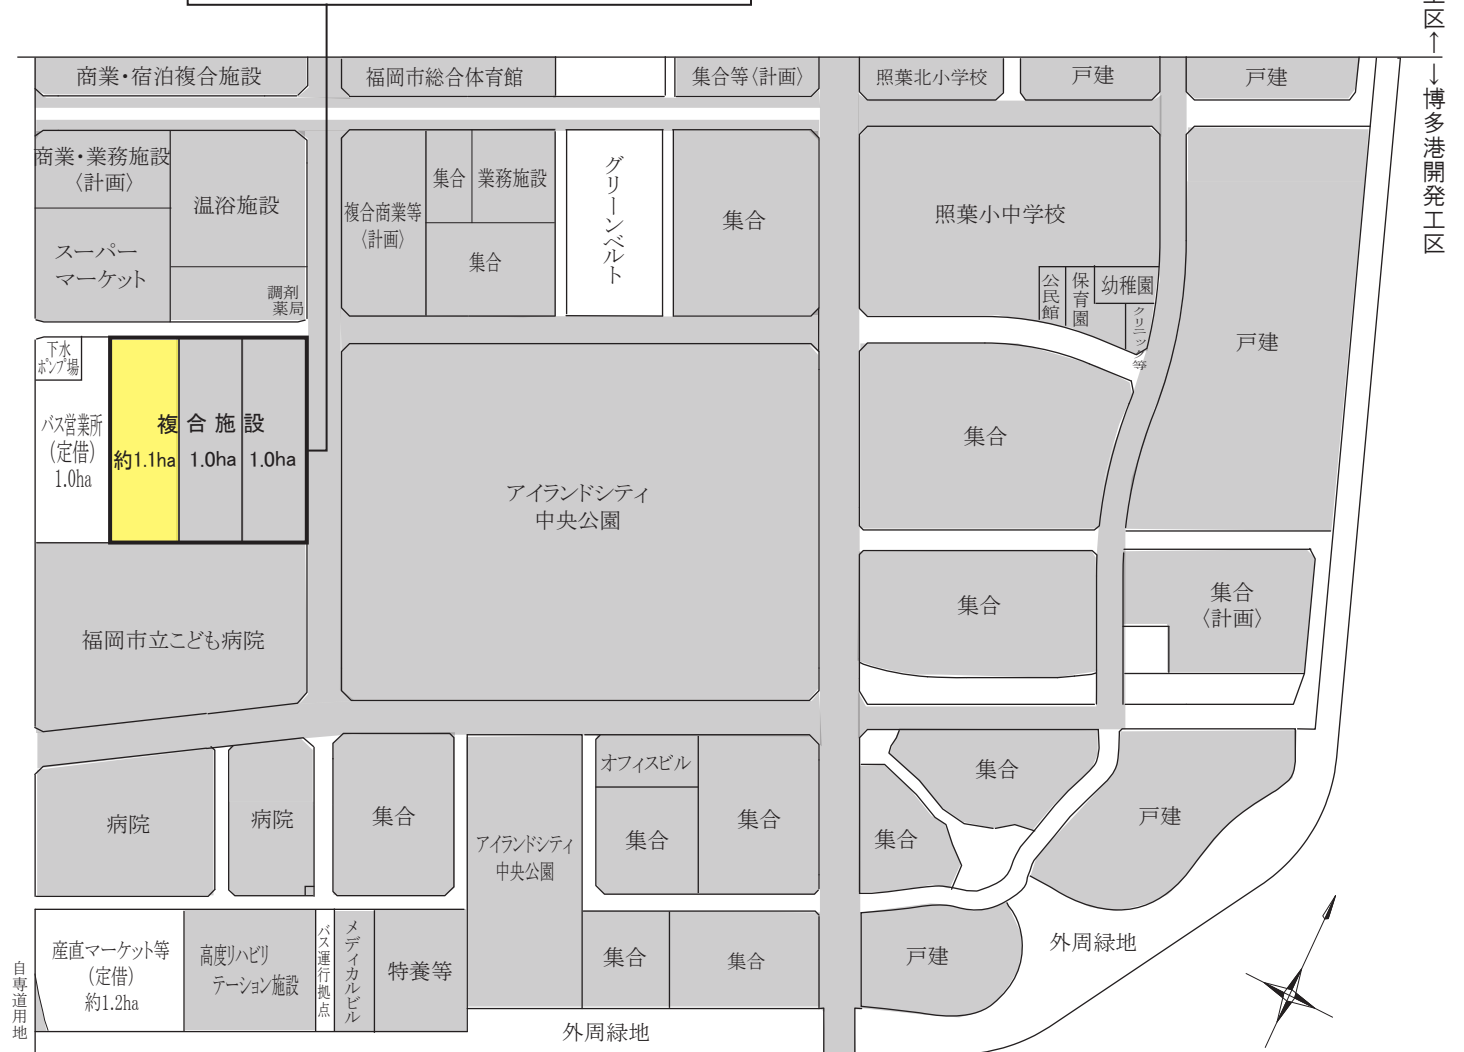 区↑
↓博多港開発工区
商業・宿泊複合施設
福岡市総合体育館
集合等〈計画〉
照葉北小学校
戸建
戸建
商業・業務施設
〈計画〉
温浴施設
スーパー
マーケット
調剤
薬局
複合商業等
〈計画〉
集合
業務施設
集合
グリーンベルト
集合
照葉小中学校
公民館
保育園
幼稚園
クリニック等
戸建
下水
ポンプ場
バス営業所
(定借)
1.0ha
複合施設
約1.1ha
1.0ha
1.0ha
アイランドシティ
中央公園
集合
集合
集合
〈計画〉
福岡市立こども病院
病院
病院
集合
アイランドシティ
中央公園
オフィスビル
集合
集合
集合
集合
戸建
産直マーケット等
(定借)
約1.2ha
高度リハビリ
テーション施設
バス運行拠点
メディカルビル
特養等
集合
集合
戸建
外周緑地
外周緑地
自専道用地